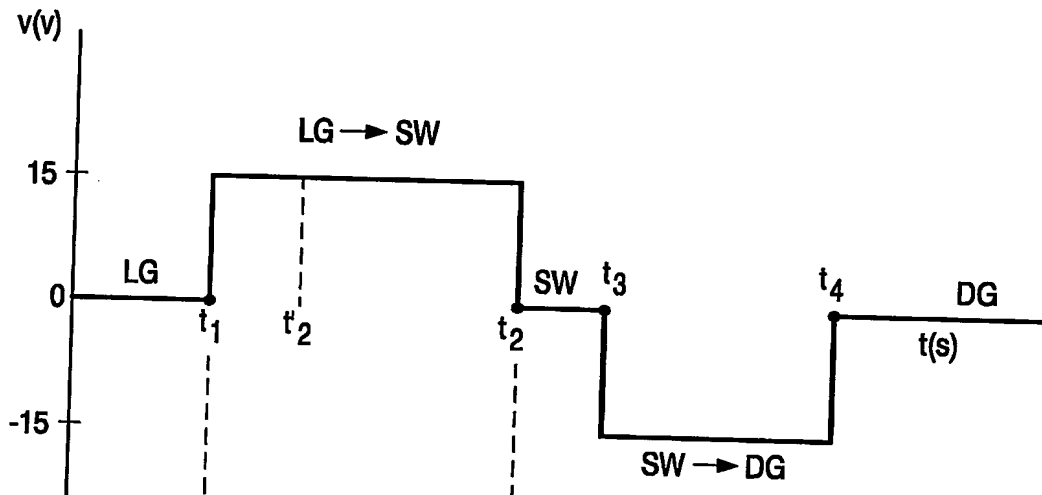 v(v)
LG → SW
15
LG
SW
t3
t4
DG
0
t1
t'2
t2
t(s)
-15
SW → DG